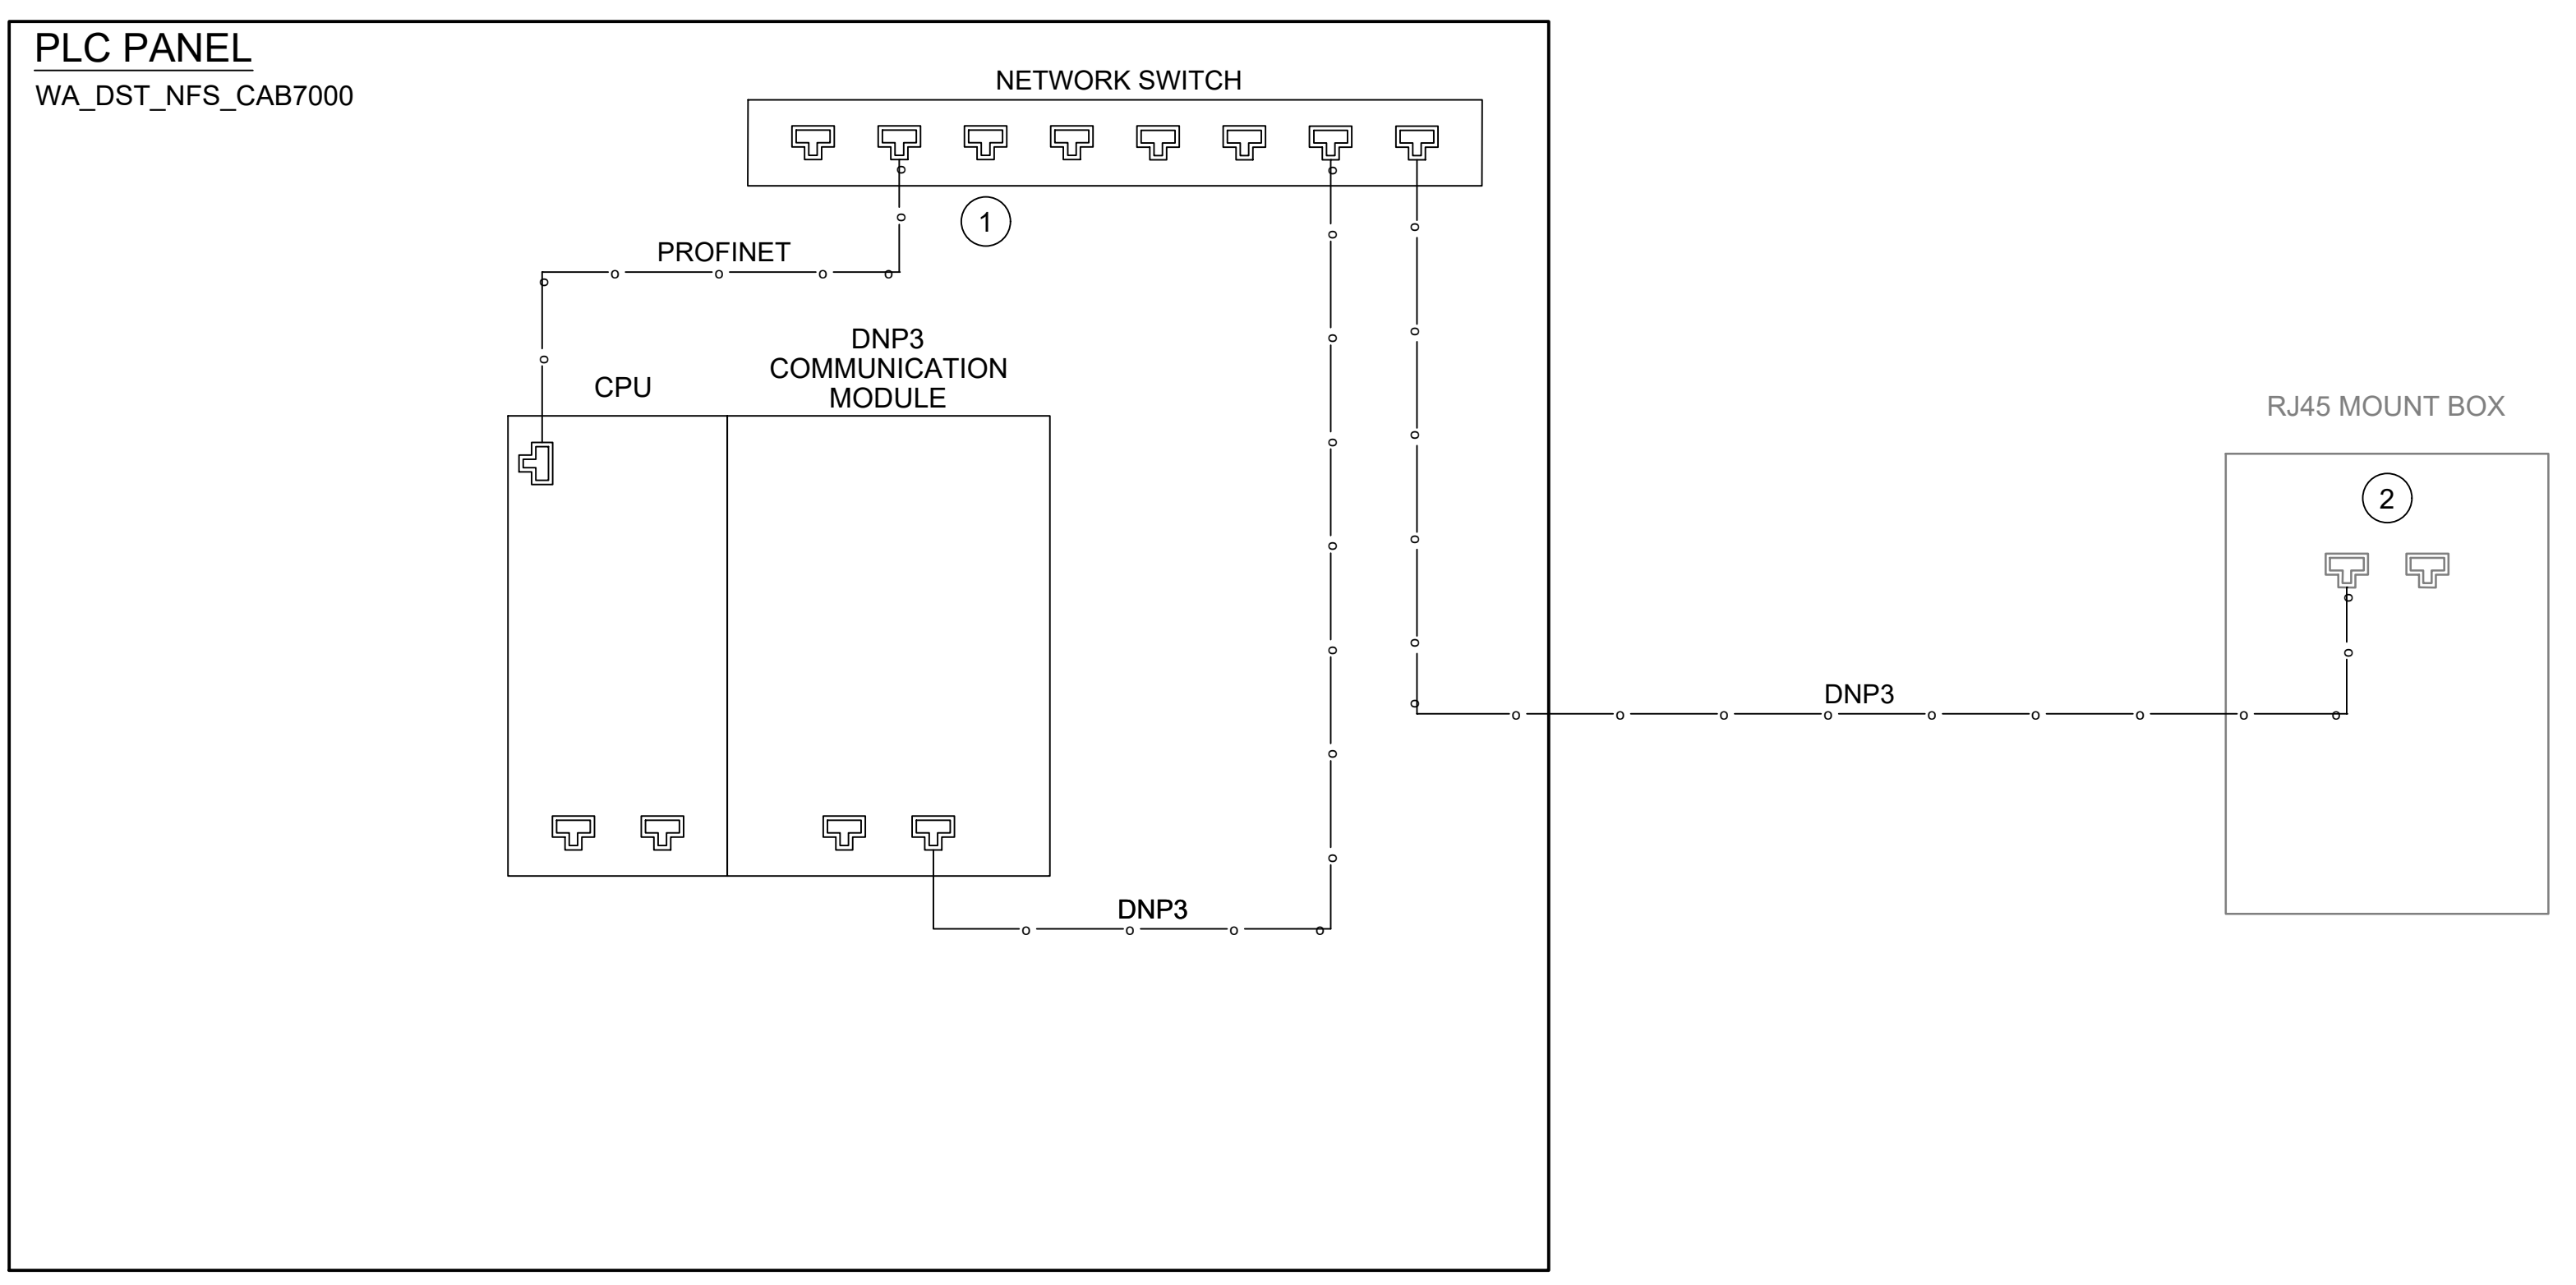 PLC PANEL
WA_DST_NFS_CAB7000
NETWORK SWITCH
1
PROFINET
DNP3
COMMUNICATION
MODULE
CPU
RJ45 MOUNT BOX
2
DNP3
DNP3